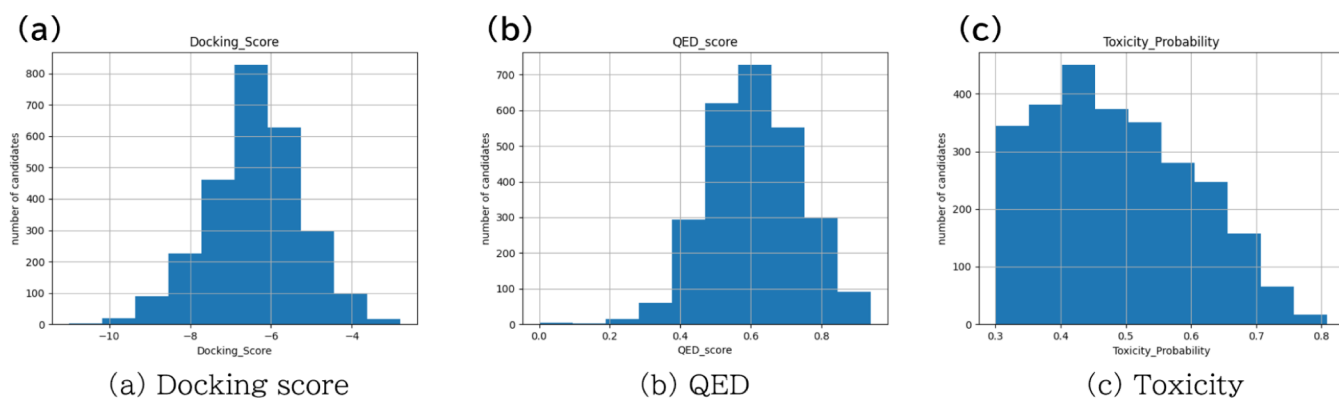 (a)
Docking_Score
number of candidates
800
700
600
500
400
300
200
100
0
−10
−8
−6
−4
Docking_Score
(a) Docking score
(b)
QED_score
number of candidates
700
600
500
400
300
200
100
0
0.0
0.2
0.4
0.6
0.8
QED_score
(b) QED
(c)
Toxicity_Probability
number of candidates
400
300
200
100
0
0.3
0.4
0.5
0.6
0.7
0.8
Toxicity_Probability
(c) Toxicity